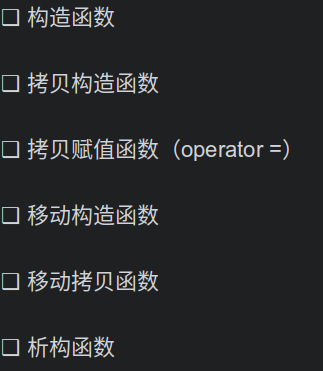 ❑ 构造函数
❑ 拷贝构造函数
❑ 拷贝赋值函数（operator =）
❑ 移动构造函数
❑ 移动拷贝函数
❑ 析构函数